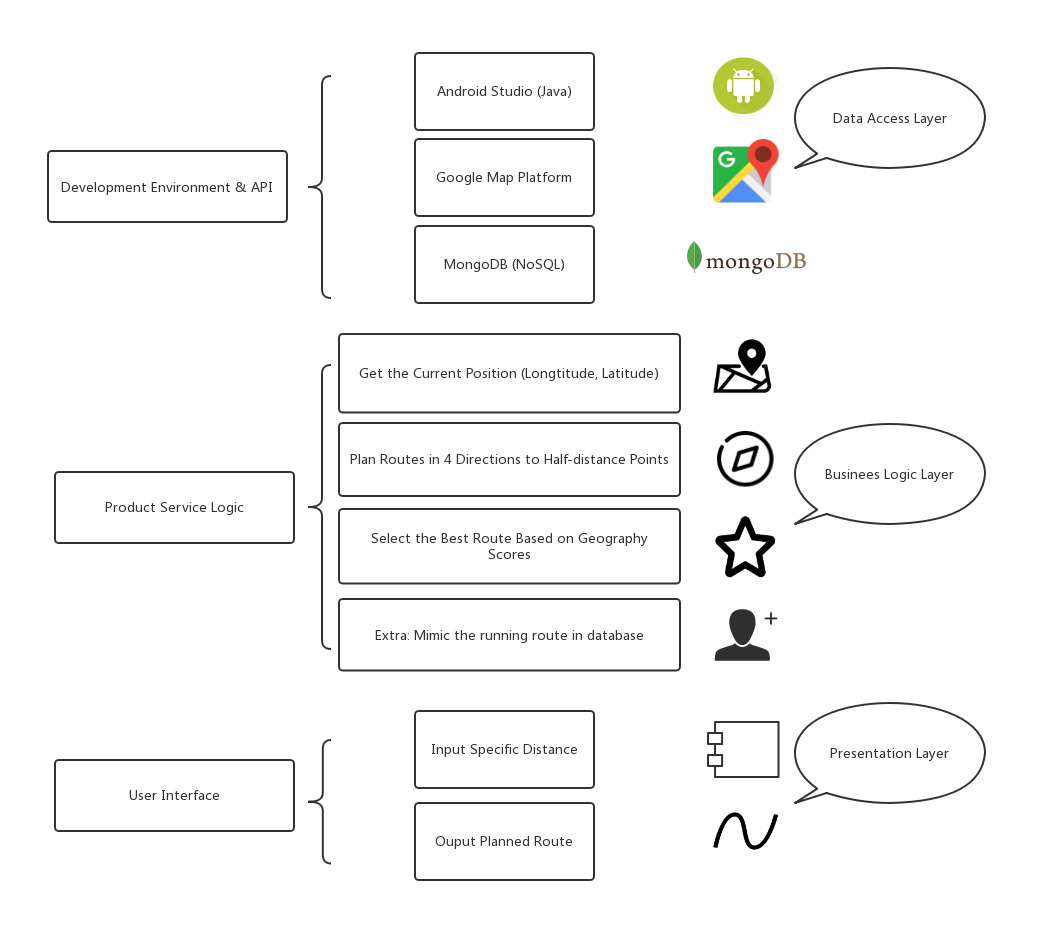 Android Studio (Java)
Data Access Layer
Google Map Platform
G
Development Environment & API
MongoDB (NoSQL)
mongoDB
Get the Current Position (Longtitude, Latitude)
Plan Routes in 4 Directions to Half-distance Points
Businees Logic Layer
Product Service Logic
Select the Best Route Based on Geography
Scores
Extra: Mimic the running route in database
Input Specific Distance
Presentation Layer
User Interface
Ouput Planned Route